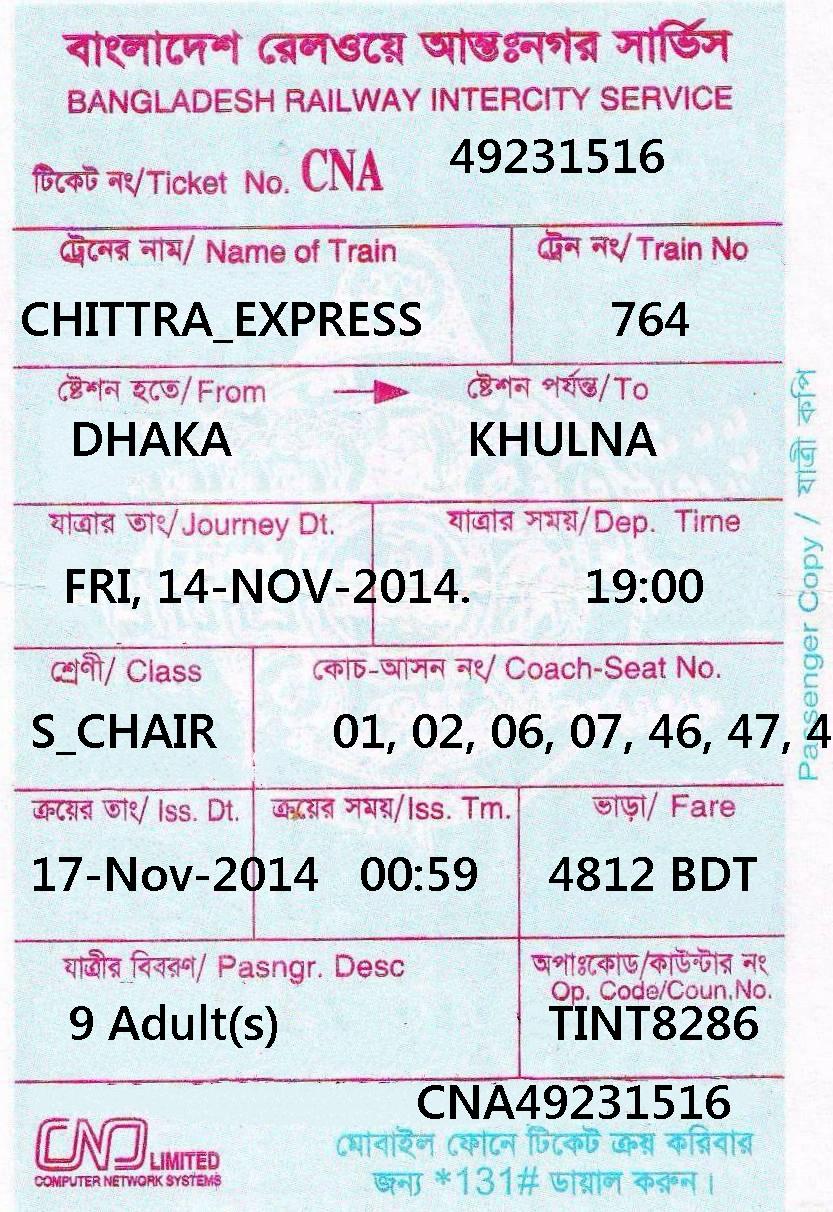 বাংলাদেশ রেলওয়ে আন্তঃনগর সার্ভিস
BANGLADESH RAILWAY INTERCITY SERVICE
টিকেট নং/Ticket No. CNA 49231516
ট্রেনের নাম/ Name of Train ট্রেন নং/Train No
CHITTRA_EXPRESS 764
ষ্টেশন হতে/From ষ্টেশন পর্যন্ত/To
DHAKA KHULNA
যাত্রার তাং/Journey Dt. যাত্রার সময়/Dep. Time
FRI, 14-NOV-2014. 19:00
শ্রেণী/ Class কোচ-আসন নং/ Coach-Seat No.
S_CHAIR 01, 02, 06, 07, 46, 47, 4
ক্রয়ের তাং/ Iss. Dt. ক্রয়ের সময়/Iss. Tm. ভাড়া/ Fare
17-Nov-2014 00:59 4812 BDT
যাত্রীর বিবরণ/ Pasngr. Desc অপাঃকোড/কাউন্টার নং
Op. Code/Coun.No.
9 Adult(s) TINT8286
CNA49231516
CNS LIMITED
COMPUTER NETWORK SYSTEMS
মোবাইল ফোনে টিকেট ক্রয় করিবার
জন্য *131# ডায়াল করুন।
Passenger Copy / যাত্রী কপি